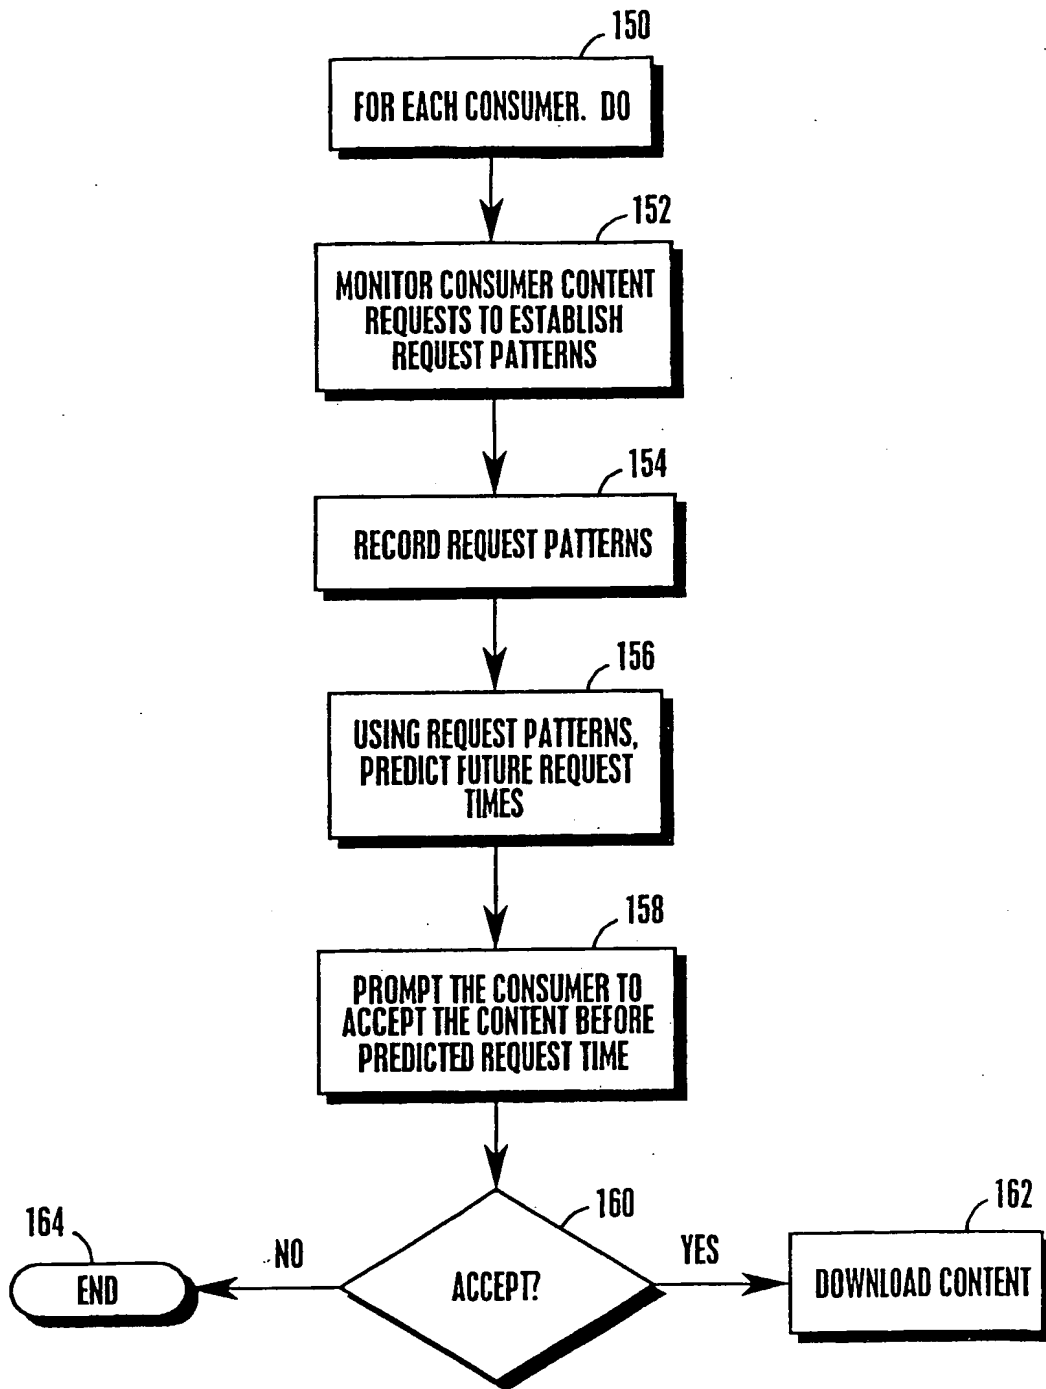 150
FOR EACH CONSUMER. DO
152
MONITOR CONSUMER CONTENT
REQUESTS TO ESTABLISH
REQUEST PATTERNS
154
RECORD REQUEST PATTERNS
156
USING REQUEST PATTERNS,
PREDICT FUTURE REQUEST
TIMES
158
PROMPT THE CONSUMER TO
ACCEPT THE CONTENT BEFORE
PREDICTED REQUEST TIME
160
ACCEPT?
NO
164
END
YES
162
DOWNLOAD CONTENT